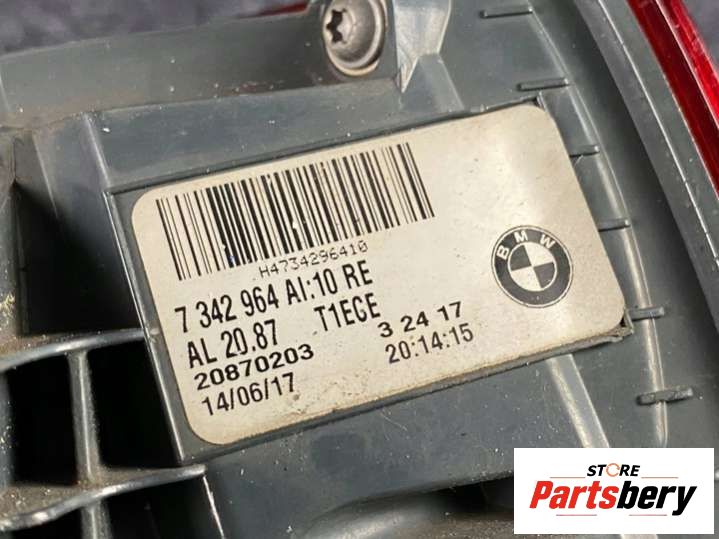 H4734296410
7 342 964 AI:10 RE
AL 20.87 T1EGE
20870203 3 24 17
14/06/17 20:14:15
BMW
STORE
Partsbery